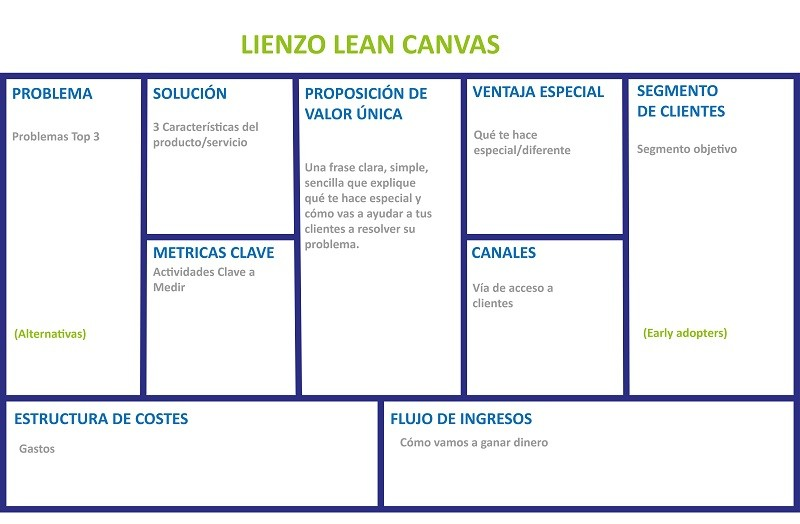 LIENZO LEAN CANVAS
PROBLEMA
Problemas Top 3
(Alternativas)
SOLUCIÓN
3 Características del
producto/servicio
METRICAS CLAVE
Actividades Clave a
Medir
PROPOSICIÓN DE
VALOR ÚNICA
Una frase clara, simple,
sencilla que explique
qué te hace especial y
cómo vas a ayudar a tus
clientes a resolver su
problema.
VENTAJA ESPECIAL
Qué te hace
especial/diferente
CANALES
Vía de acceso a
clientes
SEGMENTO
DE CLIENTES
Segmento objetivo
(Early adopters)
ESTRUCTURA DE COSTES
Gastos
FLUJO DE INGRESOS
Cómo vamos a ganar dinero